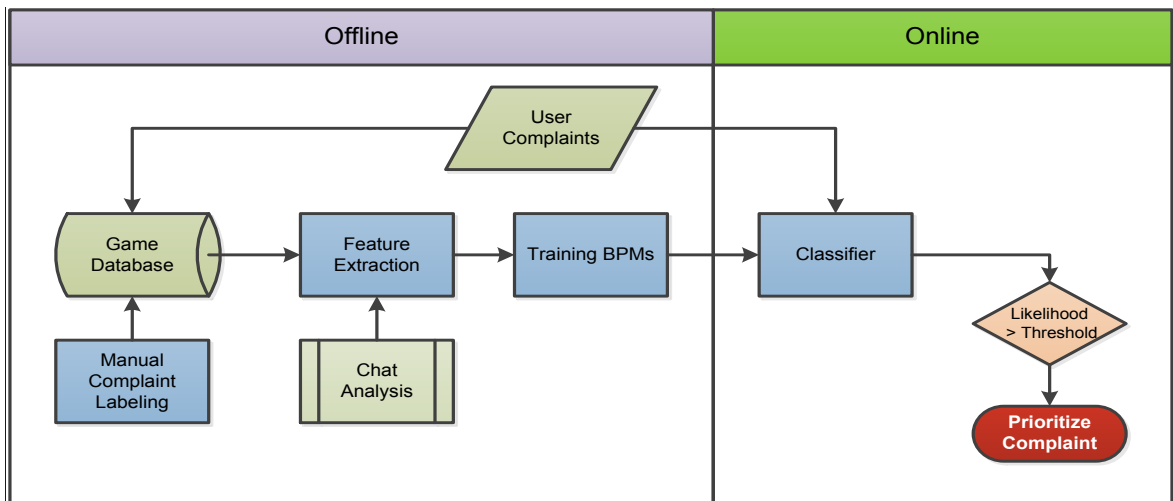 Offline
Online
User
Complaints
Game
Database
Feature
Extraction
Training BPMs
Classifier
Likelihood
> Threshold
Manual
Complaint
Labeling
Chat
Analysis
Prioritize
Complaint